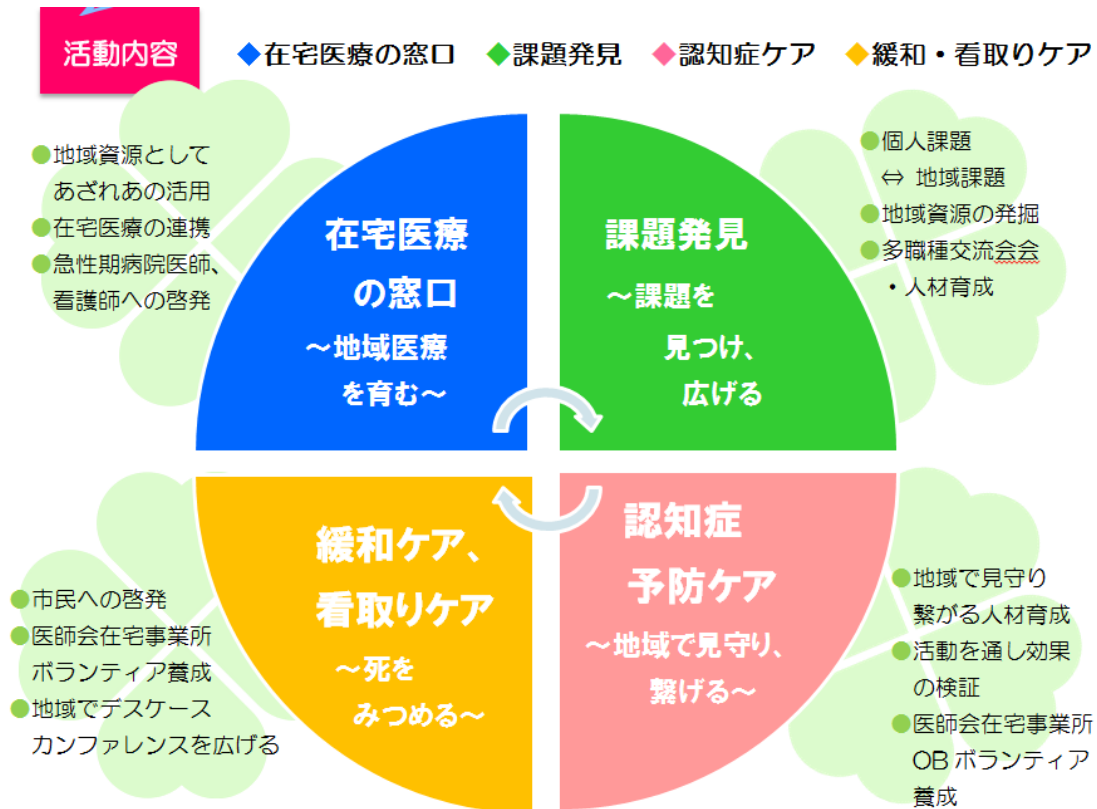 活動内容
◆在宅医療の窓口 ◆課題発見 ◆認知症ケア ◆緩和・看取りケア
●地域資源として
あざれあの活用
●在宅医療の連携
●急性期病院医師、
看護師への啓発
在宅医療
の窓口
～地域医療
を育む～
課題発見
～課題を
見つけ、
広げる
●個人課題
⇔ 地域課題
●地域資源の発掘
●多職種交流会会
・人材育成
●市民への啓発
●医師会在宅事業所
ボランティア養成
●地域でデスケース
カンファレンスを広げる
緩和ケア、
看取りケア
～死を
みつめる～
認知症
予防ケア
～地域で見守り、
繋げる～
●地域で見守り
繋がる人材育成
●活動を通し効果
の検証
●医師会在宅事業所
OBボランティア
養成